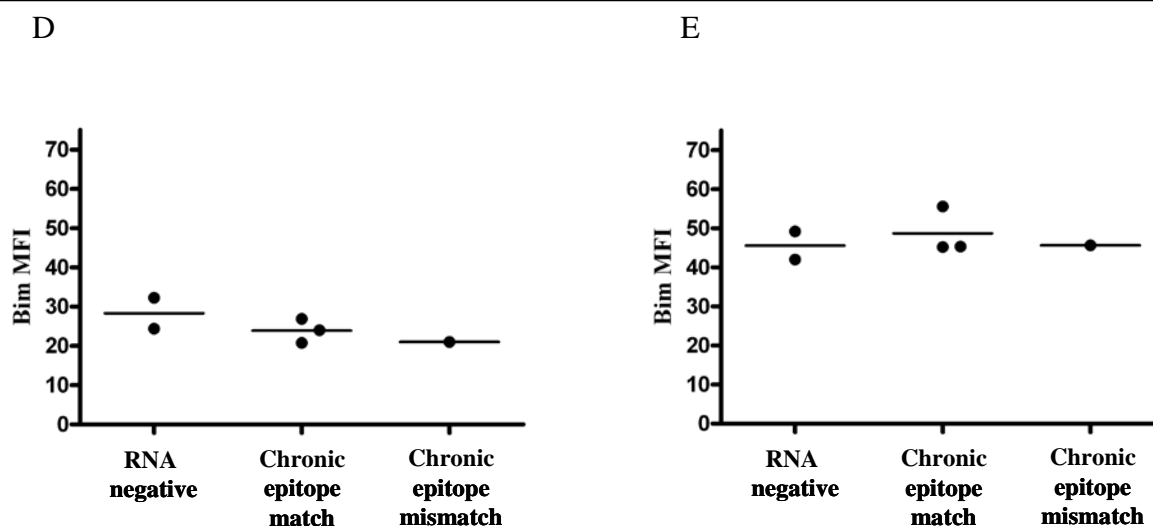 D
E
70
60
50
40
30
20
10
0
Bim MFI
RNA
negative
Chronic
epitope
match
Chronic
epitope
mismatch
70
60
50
40
30
20
10
0
Bim MFI
RNA
negative
Chronic
epitope
match
Chronic
epitope
mismatch